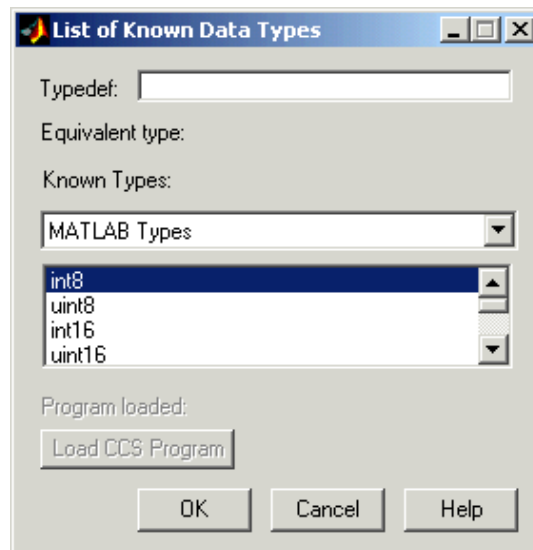 List of Known Data Types
Typedef:
Equivalent type:
Known Types:
MATLAB Types
int8
uint8
int16
uint16
Program loaded:
Load CCS Program
OK Cancel Help